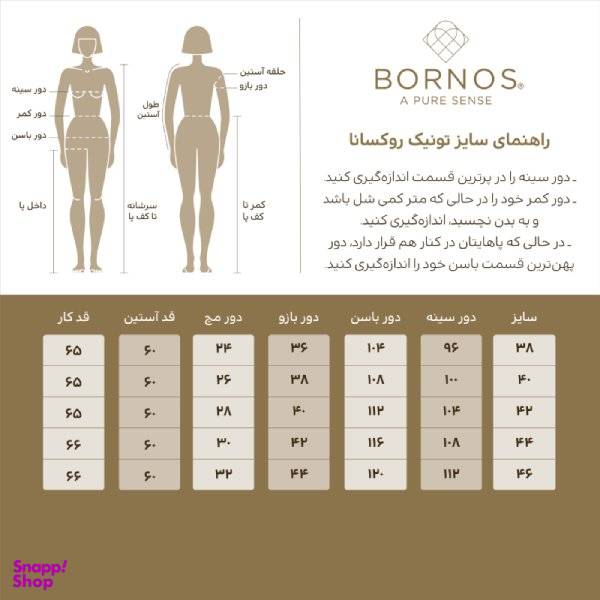 BORNOS®
A PURE SENSE
راهنمای سایز تونیک روکسانا
ـ دور سینه را در پرترین قسمت اندازه‌گیری کنید.
ـ دور کمر خود را در حالی که متر کمی شل باشد
و به بدن نچسبد، اندازه‌گیری کنید.
ـ در حالی که پاهایتان در کنار هم قرار دارد، دور
پهن‌ترین قسمت باسن خود را اندازه‌گیری کنید.
حلقه آستین
دور بازو
طول
آستین
دور سینه
دور کمر
دور باسن
داخل پا
سرشانه
تا کف پا
کمر تا
کف پا
سایز دور سینه دور باسن دور بازو دور مچ قد آستین قد کار
۳۸ ۹۶ ۱۰۴ ۳۶ ۲۴ ۶۰ ۶۵
۴۰ ۱۰۰ ۱۰۸ ۳۸ ۲۶ ۶۰ ۶۵
۴۲ ۱۰۴ ۱۱۲ ۴۰ ۲۸ ۶۰ ۶۵
۴۴ ۱۰۸ ۱۱۶ ۴۲ ۳۰ ۶۰ ۶۶
۴۶ ۱۱۲ ۱۲۰ ۴۴ ۳۲ ۶۰ ۶۶
Snapp!
Shop